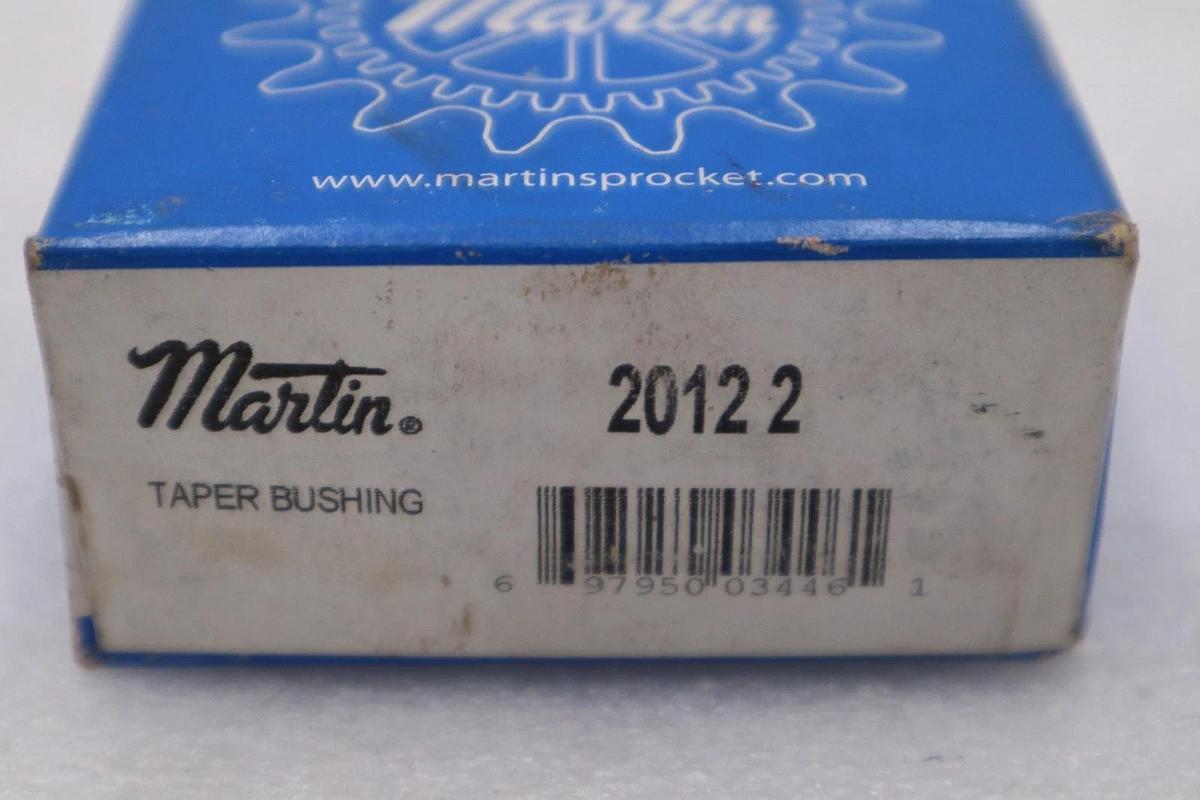 Martin
www.martinsprocket.com
Martin® 2012 2
TAPER BUSHING
6 97950 03446 1